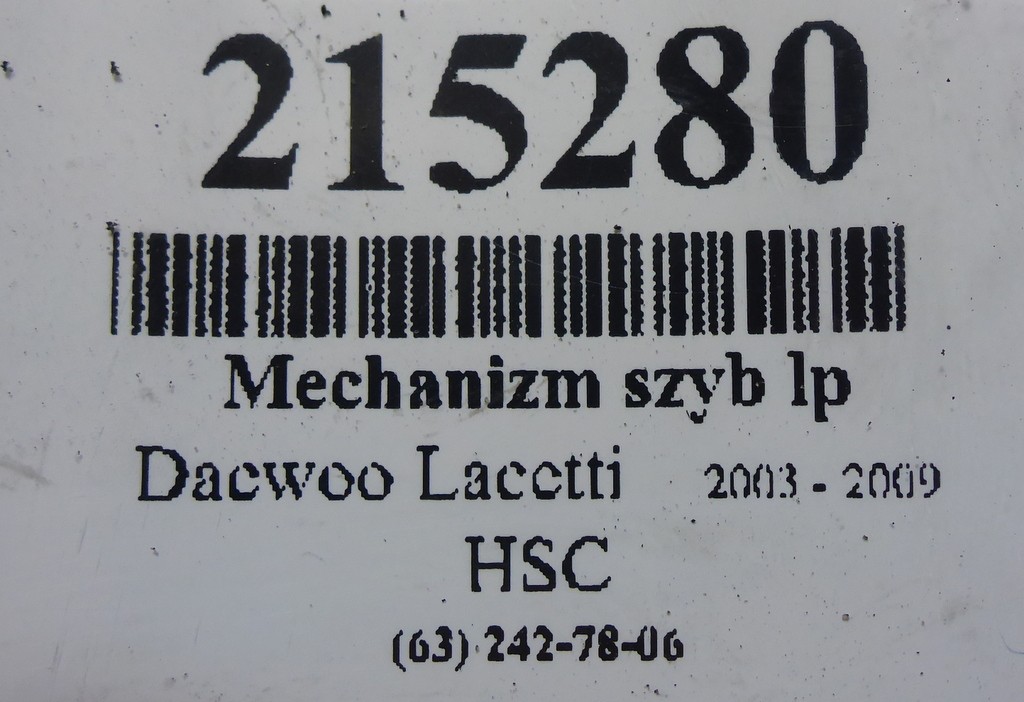 215280
Mechanizm szyb lp
Daewoo Lacetti 2003 - 2009
HSC
(63) 242-78-06